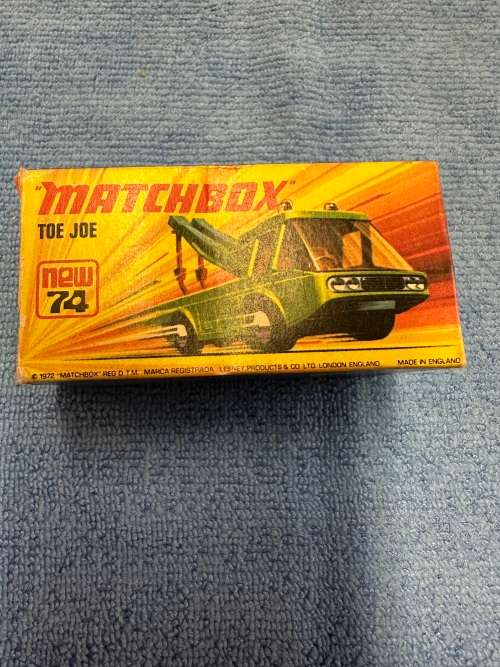 "MATCHBOX"
TOE JOE
new
74
© 1972 "MATCHBOX" REG'D T.M. MARCA REGISTRADA LESNEY PRODUCTS & CO. LTD. LONDON ENGLAND MADE IN ENGLAND